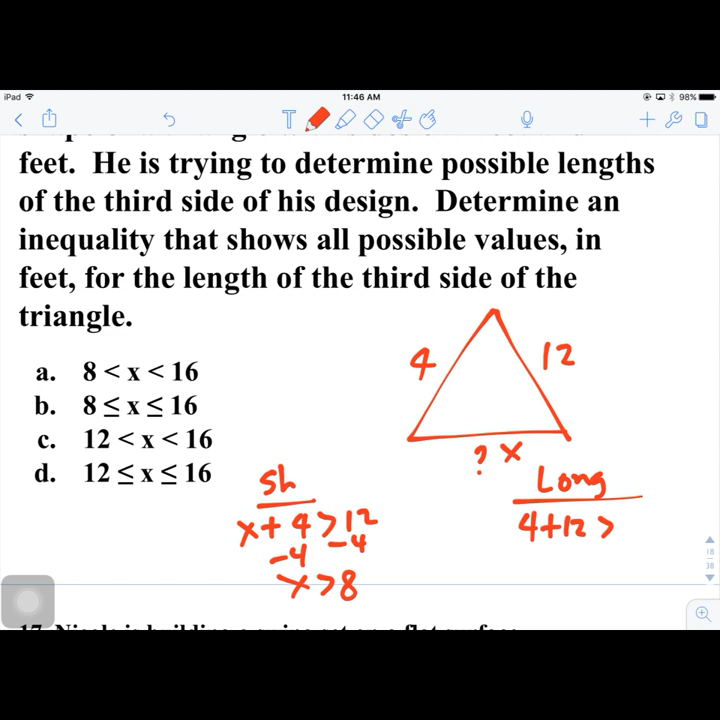 iPad
11:46 AM
98%
T
feet. He is trying to determine possible lengths
of the third side of his design. Determine an
inequality that shows all possible values, in
feet, for the length of the third side of the
triangle.
a. 8 < x < 16
b. 8 ≤ x ≤ 16
c. 12 < x < 16
d. 12 ≤ x ≤ 16
4
12
? x
Sh
x + 4 > 12
-4 -4
x > 8
Long
4+12 >
18
38